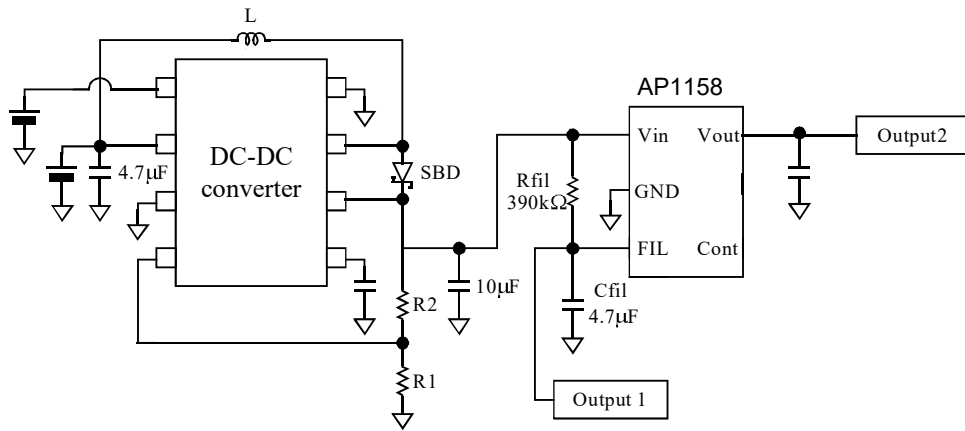 L
AP1158
DC-DC
converter
4.7µF
SBD
R2
R1
10µF
Rfil
390kΩ
Cfil
4.7µF
Vin
Vout
GND
FIL
Cont
Output2
Output 1